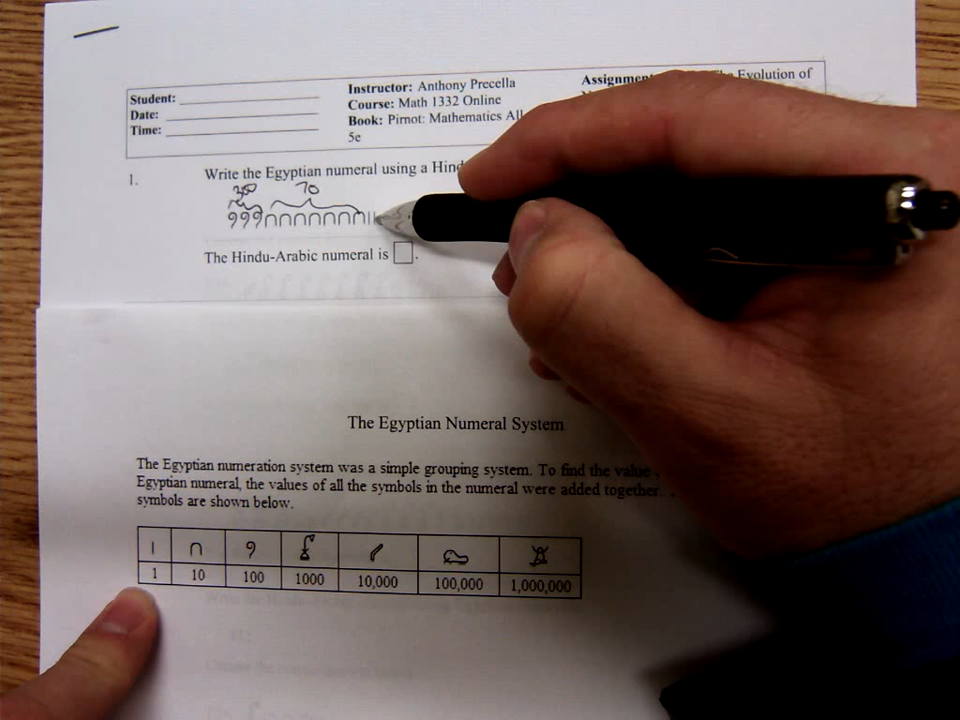 Student:
Date:
Time:
Instructor: Anthony Precella
Course: Math 1332 Online
Book: Pirnot: Mathematics All
5e
Assignment The Evolution of
1. Write the Egyptian numeral using a
300 70
The Hindu-Arabic numeral is .
The Egyptian Numeral System
The Egyptian numeration system was a simple grouping system. To find the value
Egyptian numeral, the values of all the symbols in the numeral were added together.
symbols are shown below.
1 10 100 1000 10,000 100,000 1,000,000